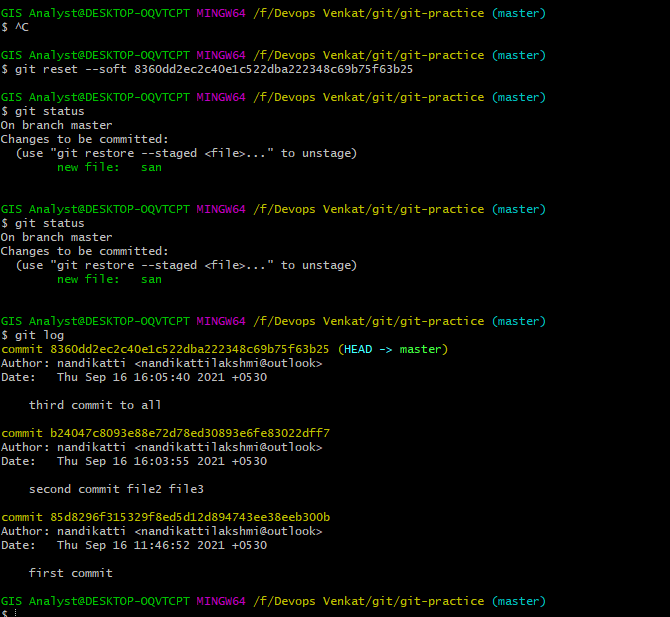 GIS Analyst@DESKTOP-OQVTCPT MINGW64 /f/Devops Venkat/git/git-practice (master)
$ ^C
GIS Analyst@DESKTOP-OQVTCPT MINGW64 /f/Devops Venkat/git/git-practice (master)
$ git reset --soft 8360dd2ec2c40e1c522dba222348c69b75f63b25
GIS Analyst@DESKTOP-OQVTCPT MINGW64 /f/Devops Venkat/git/git-practice (master)
$ git status
On branch master
Changes to be committed:
  (use "git restore --staged <file>..." to unstage)
        new file:   san
GIS Analyst@DESKTOP-OQVTCPT MINGW64 /f/Devops Venkat/git/git-practice (master)
$ git status
On branch master
Changes to be committed:
  (use "git restore --staged <file>..." to unstage)
        new file:   san
GIS Analyst@DESKTOP-OQVTCPT MINGW64 /f/Devops Venkat/git/git-practice (master)
$ git log
commit 8360dd2ec2c40e1c522dba222348c69b75f63b25 (HEAD -> master)
Author: nandikatti <nandikattilakshmi@outlook>
Date:   Thu Sep 16 16:05:40 2021 +0530
    third commit to all
commit b24047c8093e88e72d78ed30893e6fe83022dff7
Author: nandikatti <nandikattilakshmi@outlook>
Date:   Thu Sep 16 16:03:55 2021 +0530
    second commit file2 file3
commit 85d8296f315329f8ed5d12d894743ee38eeb300b
Author: nandikatti <nandikattilakshmi@outlook>
Date:   Thu Sep 16 11:46:52 2021 +0530
    first commit
GIS Analyst@DESKTOP-OQVTCPT MINGW64 /f/Devops Venkat/git/git-practice (master)
$